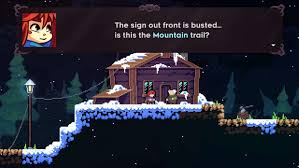 The sign out front is busted...
is this the Mountain trail?